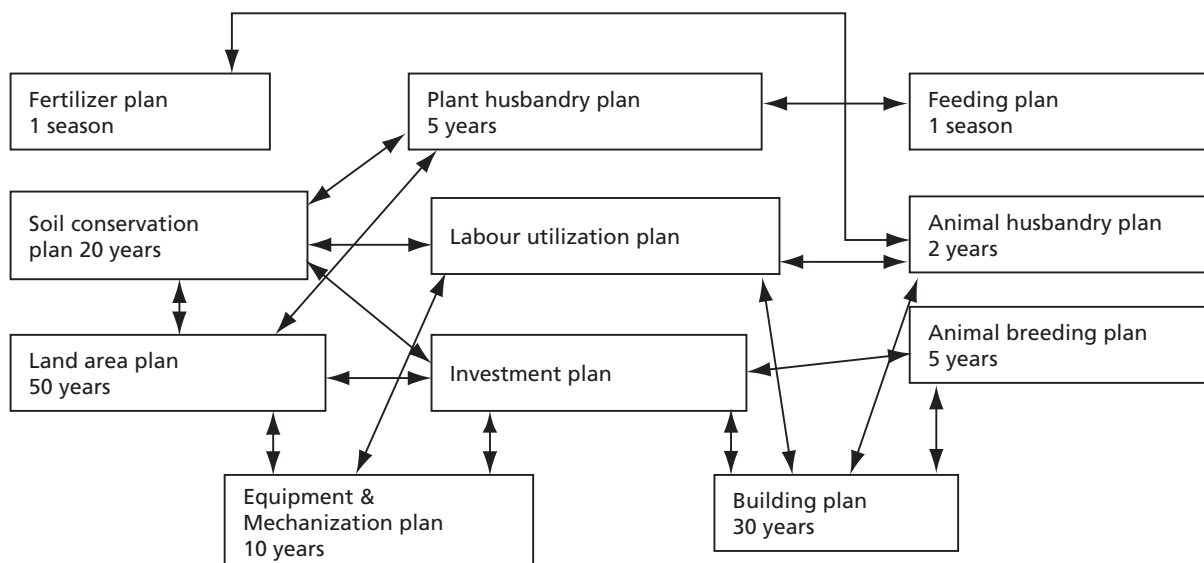 Fertilizer plan
1 season
Plant husbandry plan
5 years
Feeding plan
1 season
Soil conservation
plan 20 years
Labour utilization plan
Animal husbandry plan
2 years
Land area plan
50 years
Investment plan
Animal breeding plan
5 years
Equipment &
Mechanization plan
10 years
Building plan
30 years